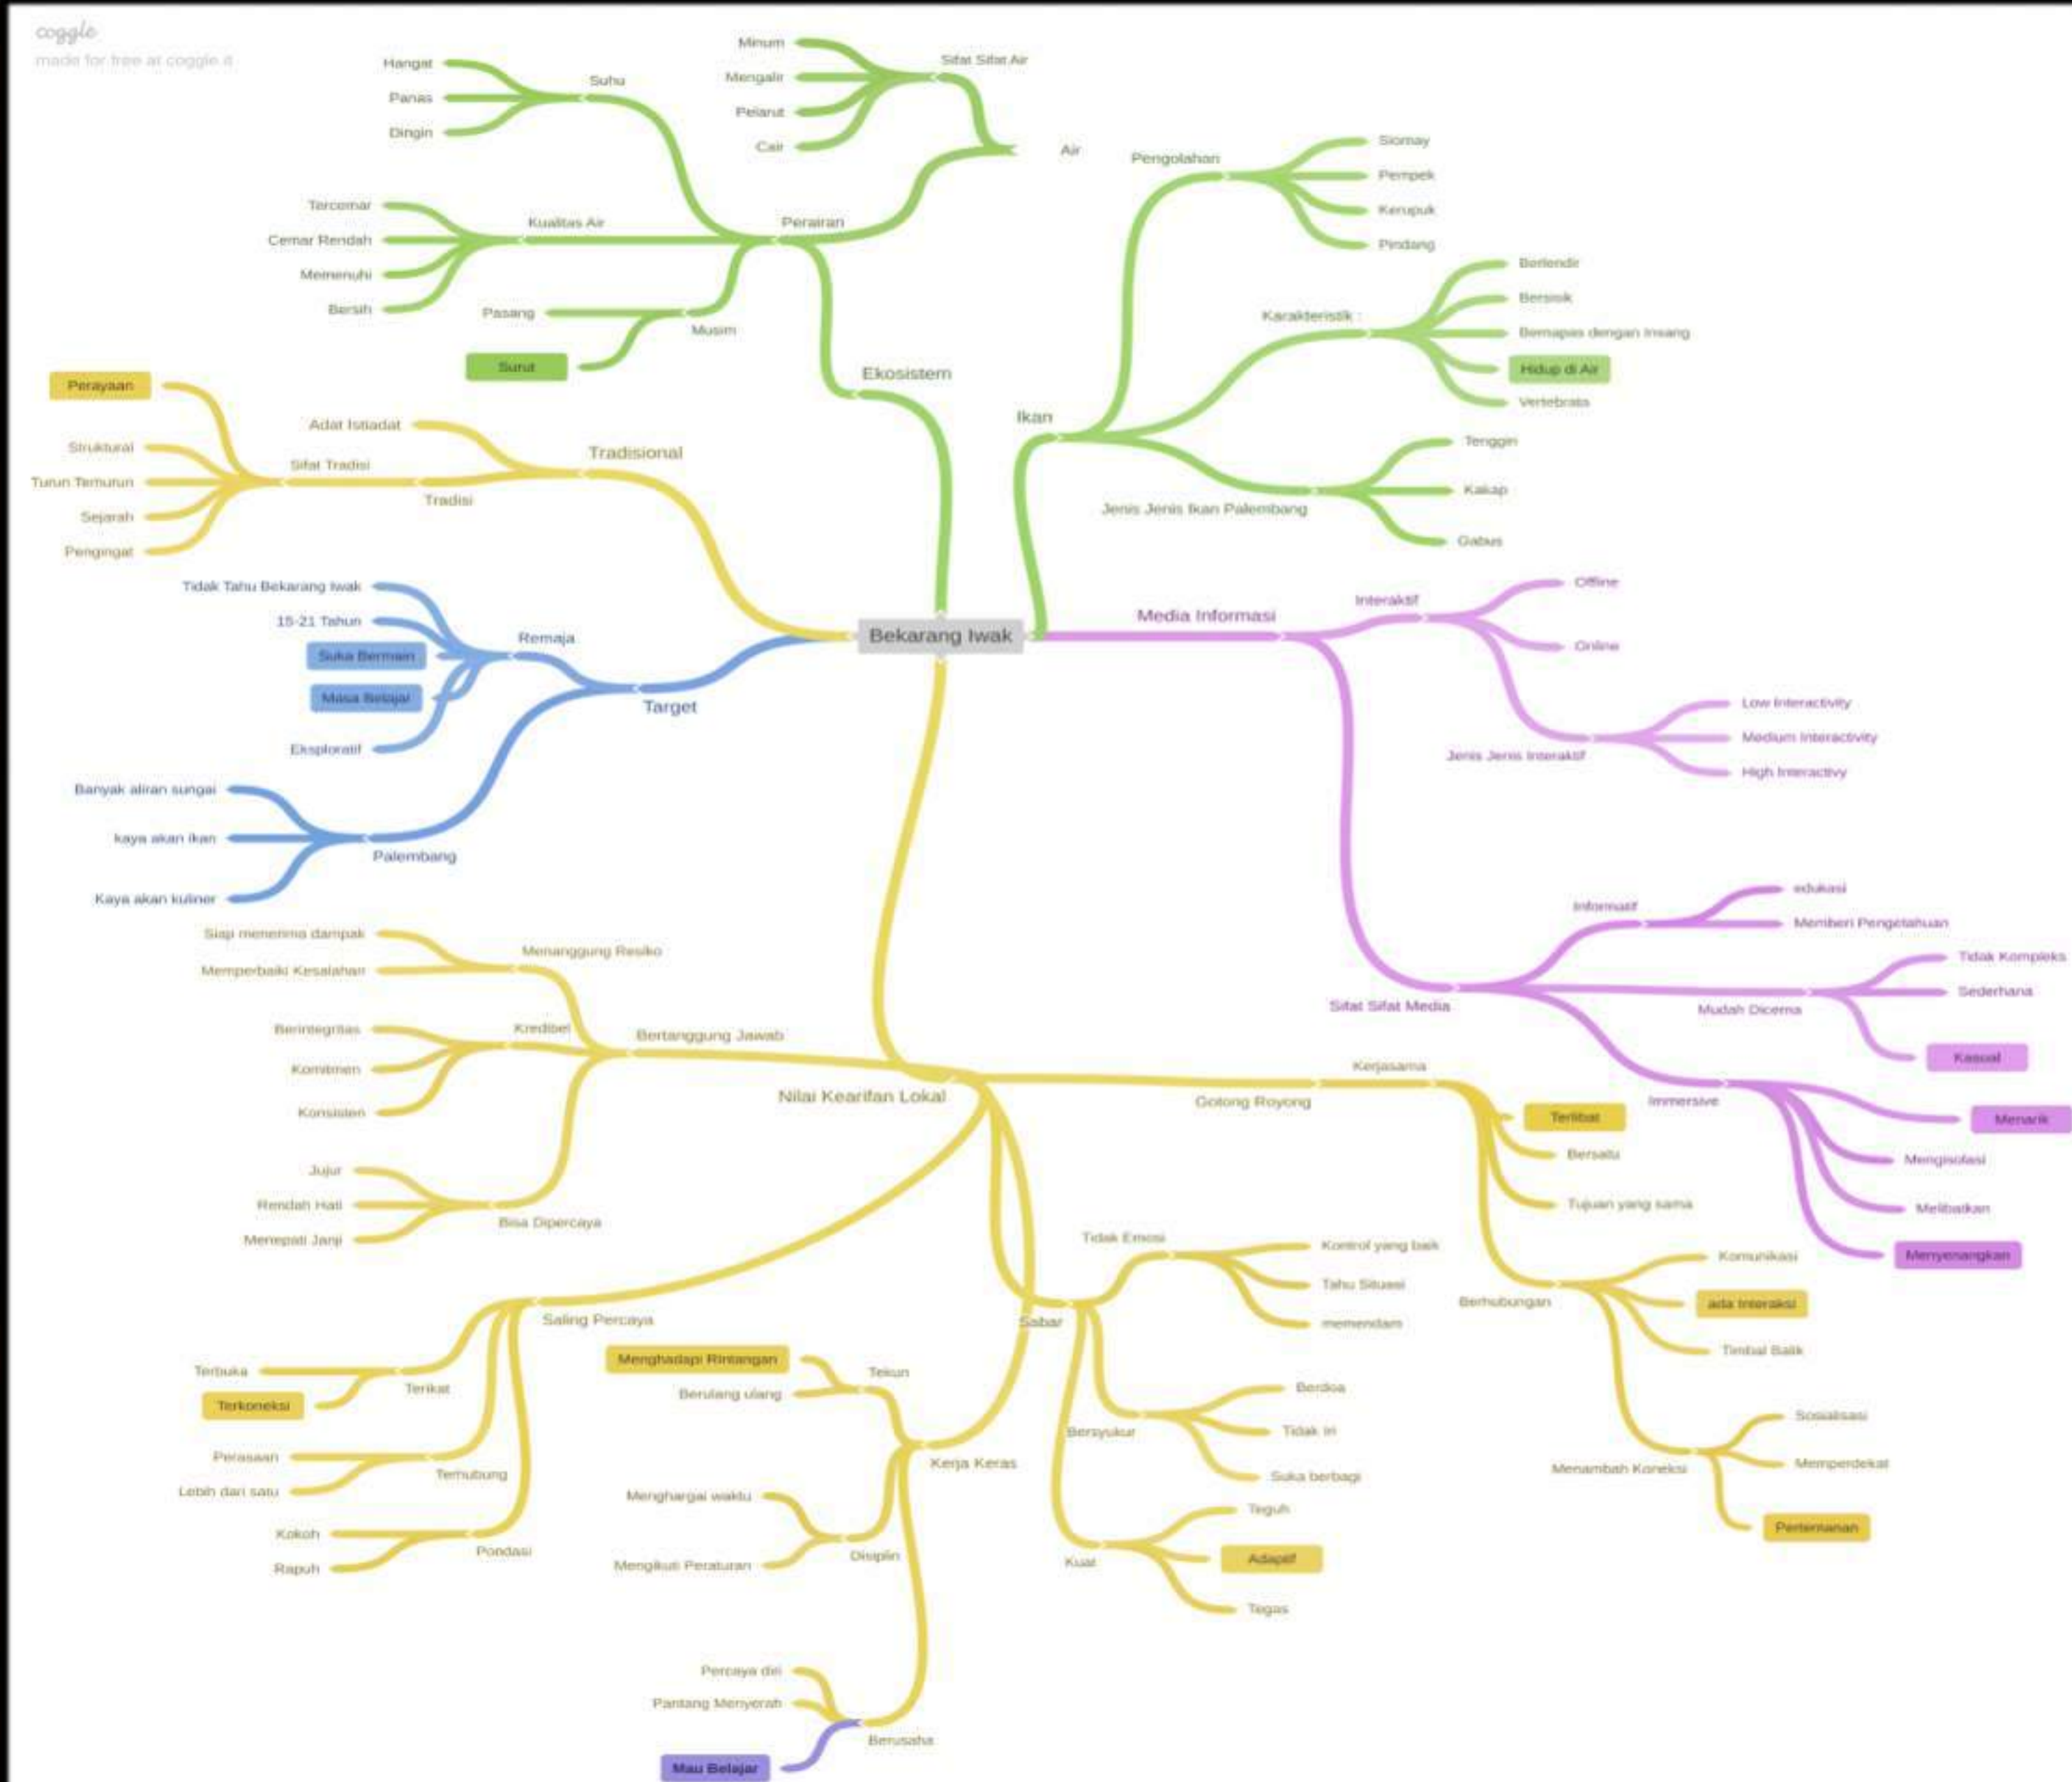 coggle
made for free at coggle.it
Minum
Mengalir
Pelarut
Cair
Sifat Sifat Air
Air
Hangat
Panas
Dingin
Suhu
Tercemar
Cemar Rendah
Memenuhi
Bersih
Kualitas Air
Perairan
Pasang
Surut
Musim
Ekosistem
Pengolahan
Siomay
Pempek
Kerupuk
Pindang
Karakteristik :
Berlendir
Bersisik
Bernapas dengan Insang
Hidup di Air
Vertebrata
Ikan
Jenis Jenis Ikan Palembang
Tenggiri
Kakap
Gabus
Perayaan
Struktural
Turun Temurun
Sejarah
Pengingat
Sifat Tradisi
Adat Istiadat
Tradisi
Tradisional
Tidak Tahu Bekarang Iwak
15-21 Tahun
Suka Bermain
Masa Belajar
Eksploratif
Remaja
Target
Banyak aliran sungai
kaya akan ikan
Kaya akan kuliner
Palembang
Bekarang Iwak
Media Informasi
Interaktif
Offline
Online
Jenis Jenis Interaktif
Low Interactivity
Medium Interactivity
High Interactivy
Sifat Sifat Media
Informatif
edukasi
Memberi Pengetahuan
Mudah Dicerna
Tidak Kompleks
Sederhana
Kasual
Immersive
Menarik
Mengisolasi
Melibatkan
Menyenangkan
Siap menerima dampak
Memperbaiki Kesalahan
Menanggung Resiko
Berintegritas
Komitmen
Konsisten
Kredibel
Bertanggung Jawab
Jujur
Rendah Hati
Menepati Janji
Bisa Dipercaya
Nilai Kearifan Lokal
Gotong Royong
Kerjasama
Terlibat
Bersatu
Tujuan yang sama
Berhubungan
Komunikasi
ada Interaksi
Timbal Balik
Menambah Koneksi
Sosialisasi
Memperdekat
Pertemanan
Saling Percaya
Terbuka
Terkoneksi
Terikat
Perasaan
Lebih dari satu
Terhubung
Kokoh
Rapuh
Pondasi
Sabar
Tidak Emosi
Kontrol yang baik
Tahu Situasi
memendam
Bersyukur
Berdoa
Tidak Iri
Suka berbagi
Kuat
Teguh
Adaptif
Tegas
Menghadapi Rintangan
Berulang ulang
Tekun
Kerja Keras
Menghargai waktu
Mengikuti Peraturan
Disiplin
Percaya diri
Pantang Menyerah
Mau Belajar
Berusaha